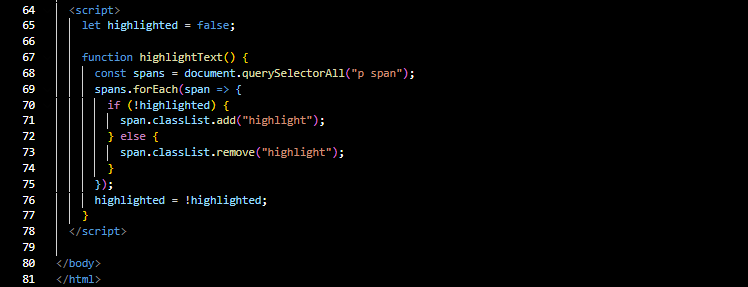 64 <script>
65 let highlighted = false;
66
67 function highlightText() {
68 const spans = document.querySelectorAll("p span");
69 spans.forEach(span => {
70 if (!highlighted) {
71 span.classList.add("highlight");
72 } else {
73 span.classList.remove("highlight");
74 }
75 });
76 highlighted = !highlighted;
77 }
78 </script>
79
80 </body>
81 </html>